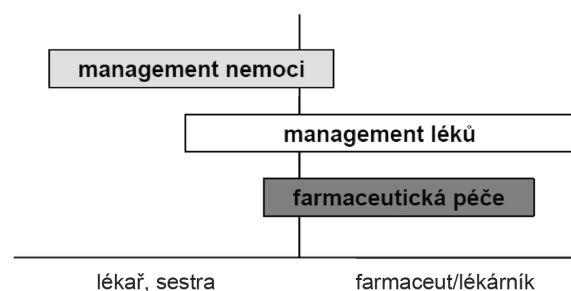 management nemoci
management léků
farmaceutická péče
lékař, sestra
farmaceut/lékárník